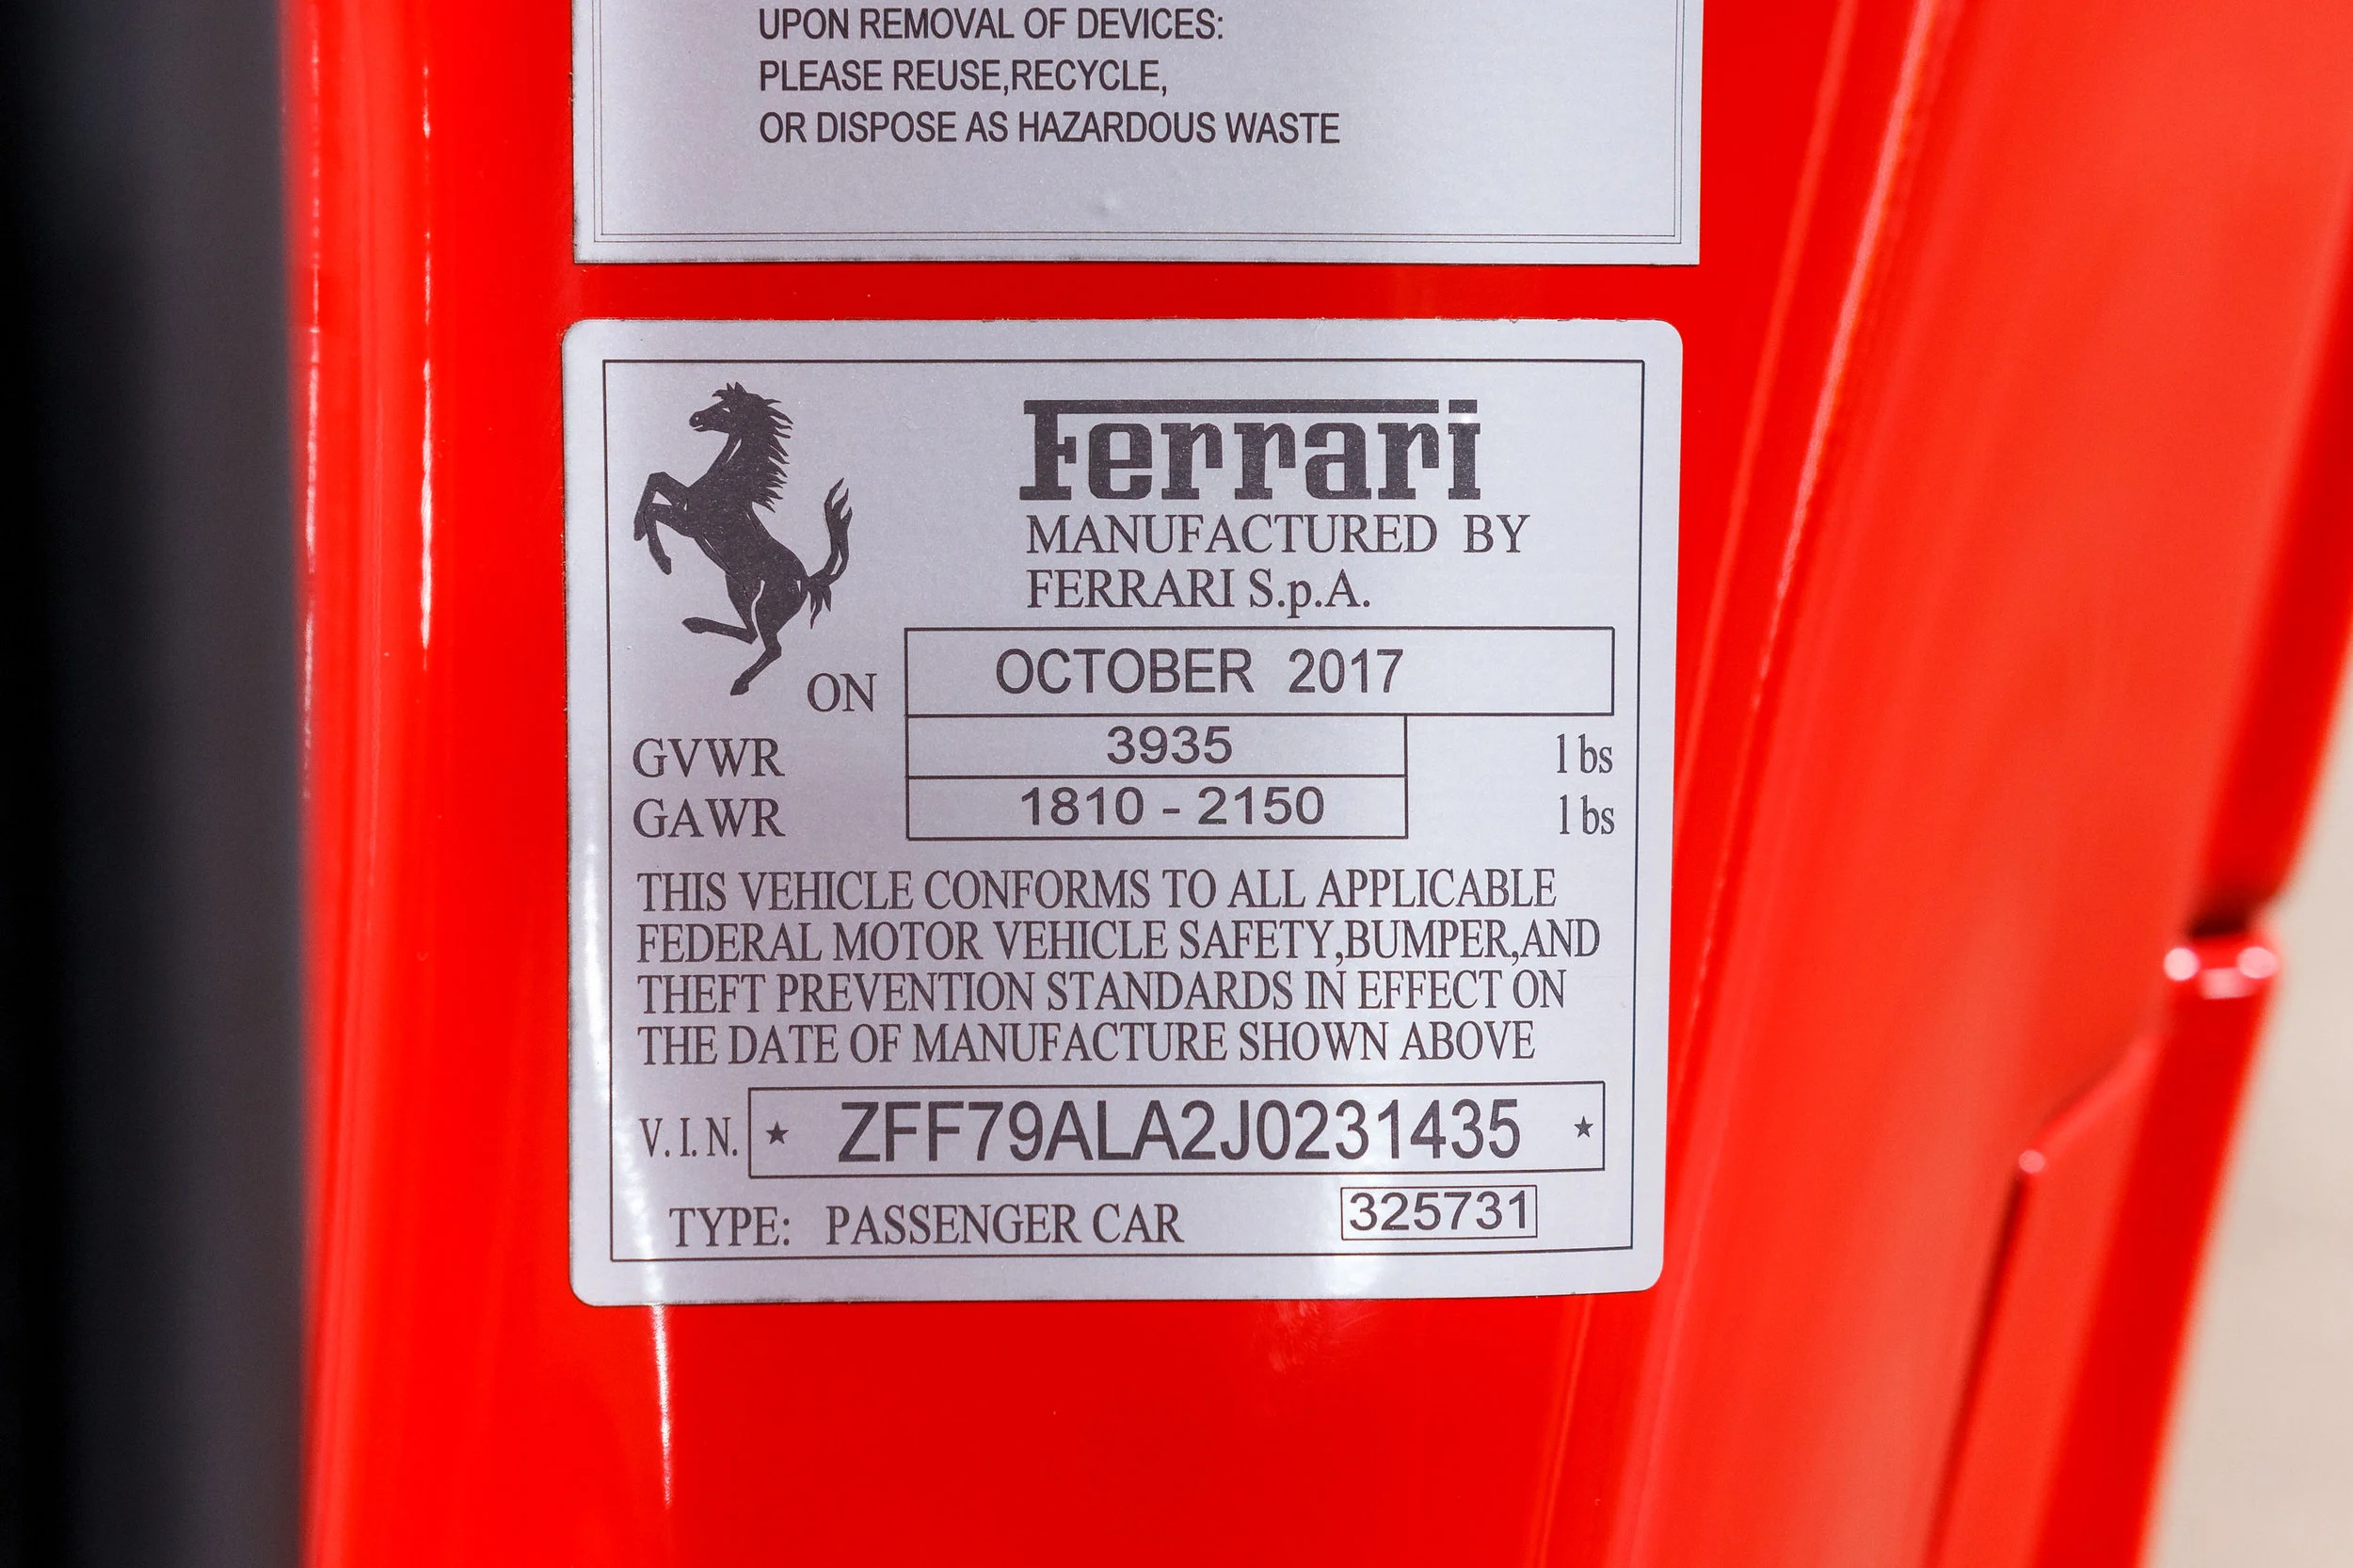 UPON REMOVAL OF DEVICES:
PLEASE REUSE,RECYCLE,
OR DISPOSE AS HAZARDOUS WASTE
Ferrari
MANUFACTURED BY
FERRARI S.p.A.
ON OCTOBER 2017
GVWR 3935 lbs
GAWR 1810 - 2150 lbs
THIS VEHICLE CONFORMS TO ALL APPLICABLE
FEDERAL MOTOR VEHICLE SAFETY,BUMPER,AND
THEFT PREVENTION STANDARDS IN EFFECT ON
THE DATE OF MANUFACTURE SHOWN ABOVE
V.I.N. ★ ZFF79ALA2J0231435 ★
TYPE: PASSENGER CAR 325731